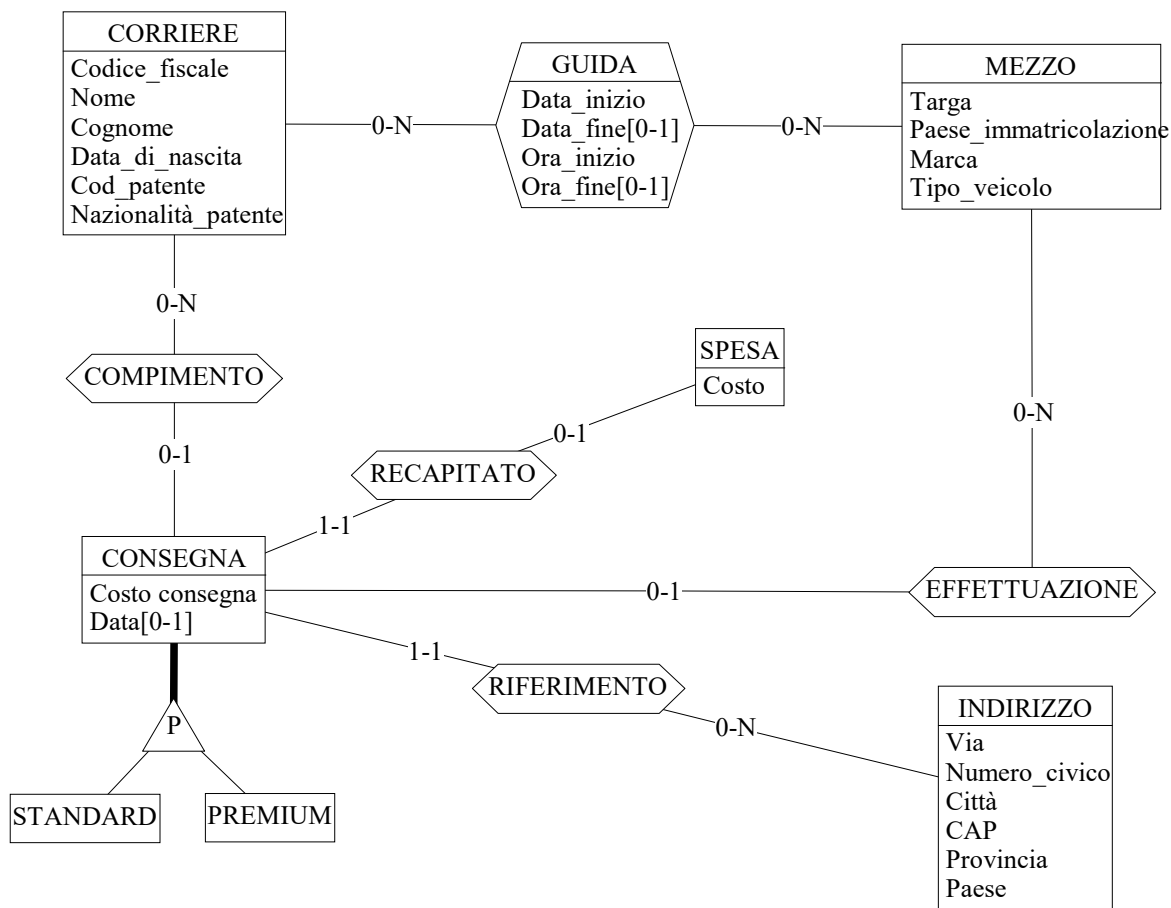 CORRIERE
Codice_fiscale
Nome
Cognome
Data_di_nascita
Cod_patente
Nazionalità_patente
0-N
GUIDA
Data_inizio
Data_fine[0-1]
Ora_inizio
Ora_fine[0-1]
0-N
MEZZO
Targa
Paese_immatricolazione
Marca
Tipo_veicolo
0-N
COMPIMENTO
0-1
SPESA
Costo
0-1
RECAPITATO
1-1
0-N
CONSEGNA
Costo consegna
Data[0-1]
0-1
EFFETTUAZIONE
1-1
RIFERIMENTO
0-N
P
STANDARD
PREMIUM
INDIRIZZO
Via
Numero_civico
Città
CAP
Provincia
Paese